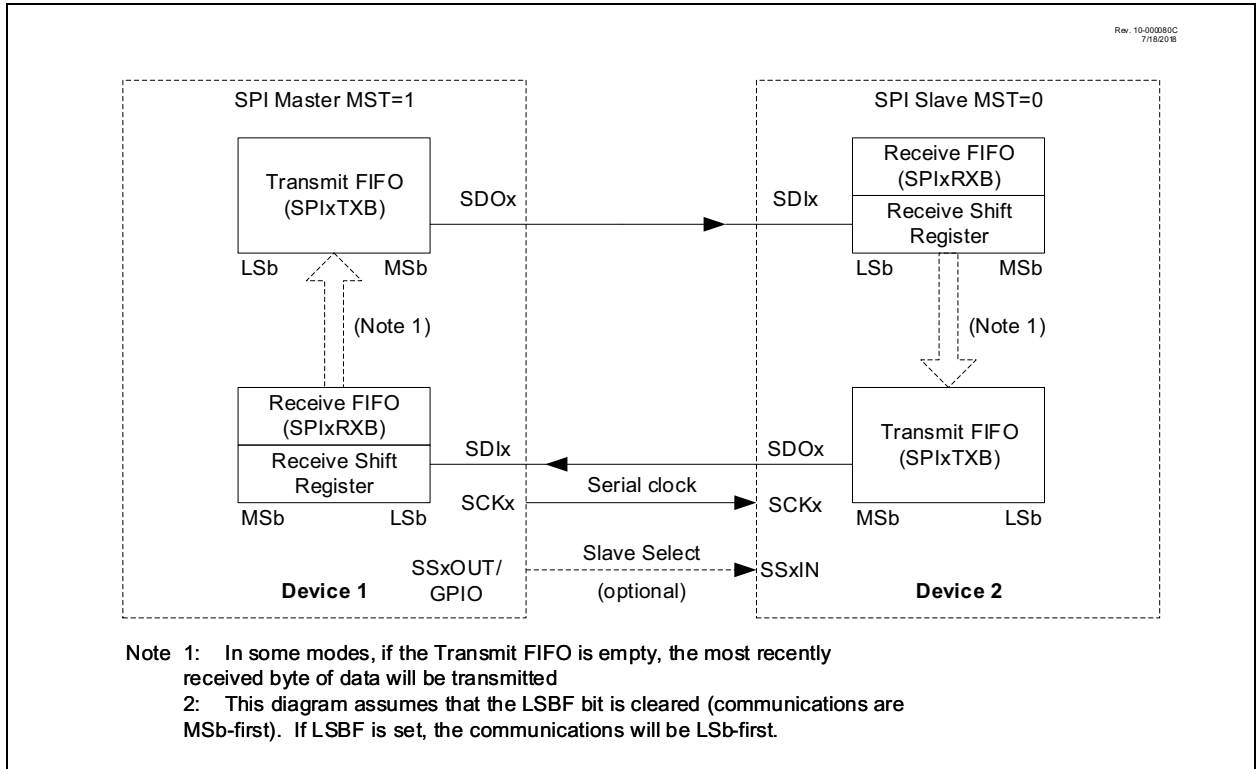 Rev. 10-000080C
7/18/2018
SPI Master MST=1
SPI Slave MST=0
Transmit FIFO
(SPIxTXB)
LSb MSb
SDOx
SDIx
Receive FIFO
(SPIxRXB)
Receive Shift
Register
LSb MSb
(Note 1)
(Note 1)
Receive FIFO
(SPIxRXB)
Receive Shift
Register
MSb LSb
SDIx
SDOx
Transmit FIFO
(SPIxTXB)
MSb LSb
SCKx
Serial clock
SCKx
SSxOUT/
GPIO
Slave Select
(optional)
SSxIN
Device 1
Device 2
Note 1: In some modes, if the Transmit FIFO is empty, the most recently
received byte of data will be transmitted
2: This diagram assumes that the LSBF bit is cleared (communications are
MSb-first). If LSBF is set, the communications will be LSb-first.